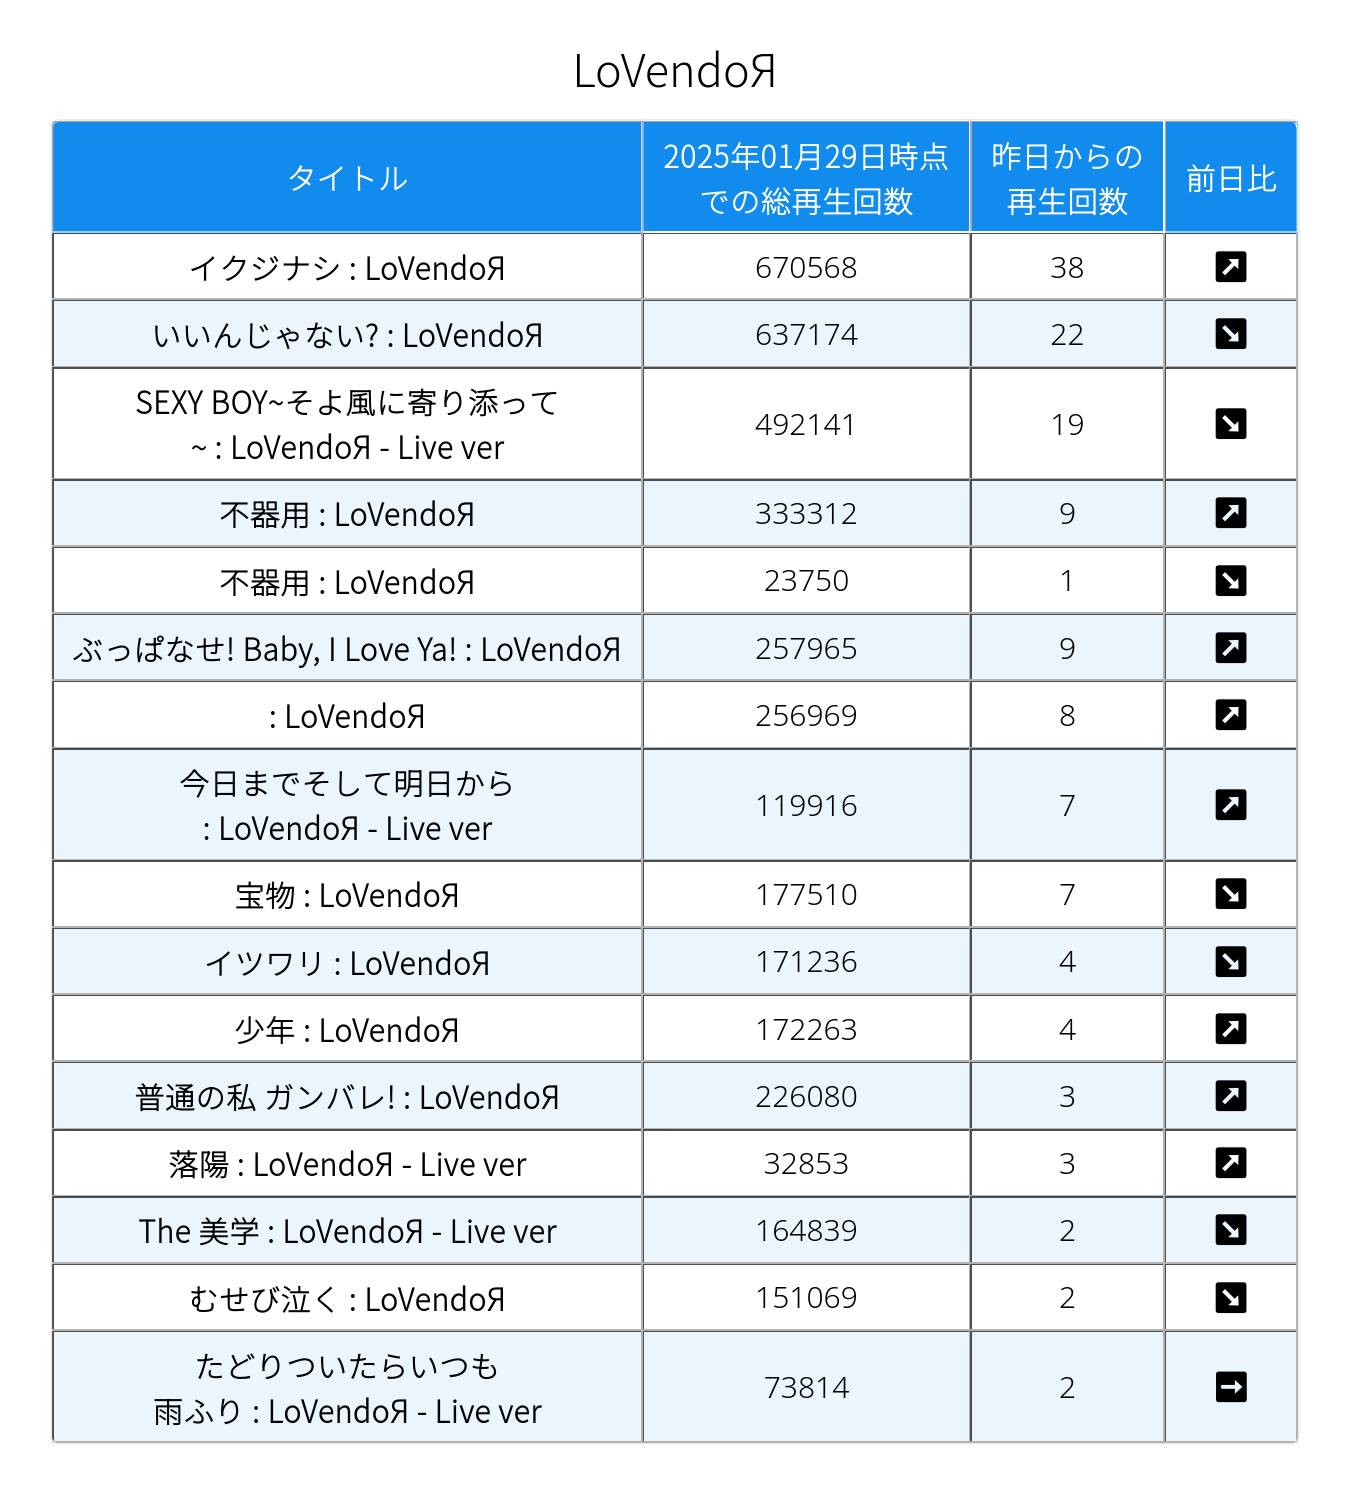 LoVendoЯ
タイトル
2025年01月29日時点
での総再生回数
昨日からの
再生回数
前日比
イクジナシ : LoVendoЯ 670568 38 ↗
いいんじゃない? : LoVendoЯ 637174 22 ↘
SEXY BOY~そよ風に寄り添って
~ : LoVendoЯ - Live ver 492141 19 ↘
不器用 : LoVendoЯ 333312 9 ↗
不器用 : LoVendoЯ 23750 1 ↘
ぶっぱなせ! Baby, I Love Ya! : LoVendoЯ 257965 9 ↗
: LoVendoЯ 256969 8 ↗
今日までそして明日から
: LoVendoЯ - Live ver 119916 7 ↗
宝物 : LoVendoЯ 177510 7 ↘
イツワリ : LoVendoЯ 171236 4 ↘
少年 : LoVendoЯ 172263 4 ↗
普通の私 ガンバレ! : LoVendoЯ 226080 3 ↗
落陽 : LoVendoЯ - Live ver 32853 3 ↗
The 美学 : LoVendoЯ - Live ver 164839 2 ↘
むせび泣く : LoVendoЯ 151069 2 ↘
たどりついたらいつも
雨ふり : LoVendoЯ - Live ver 73814 2 →